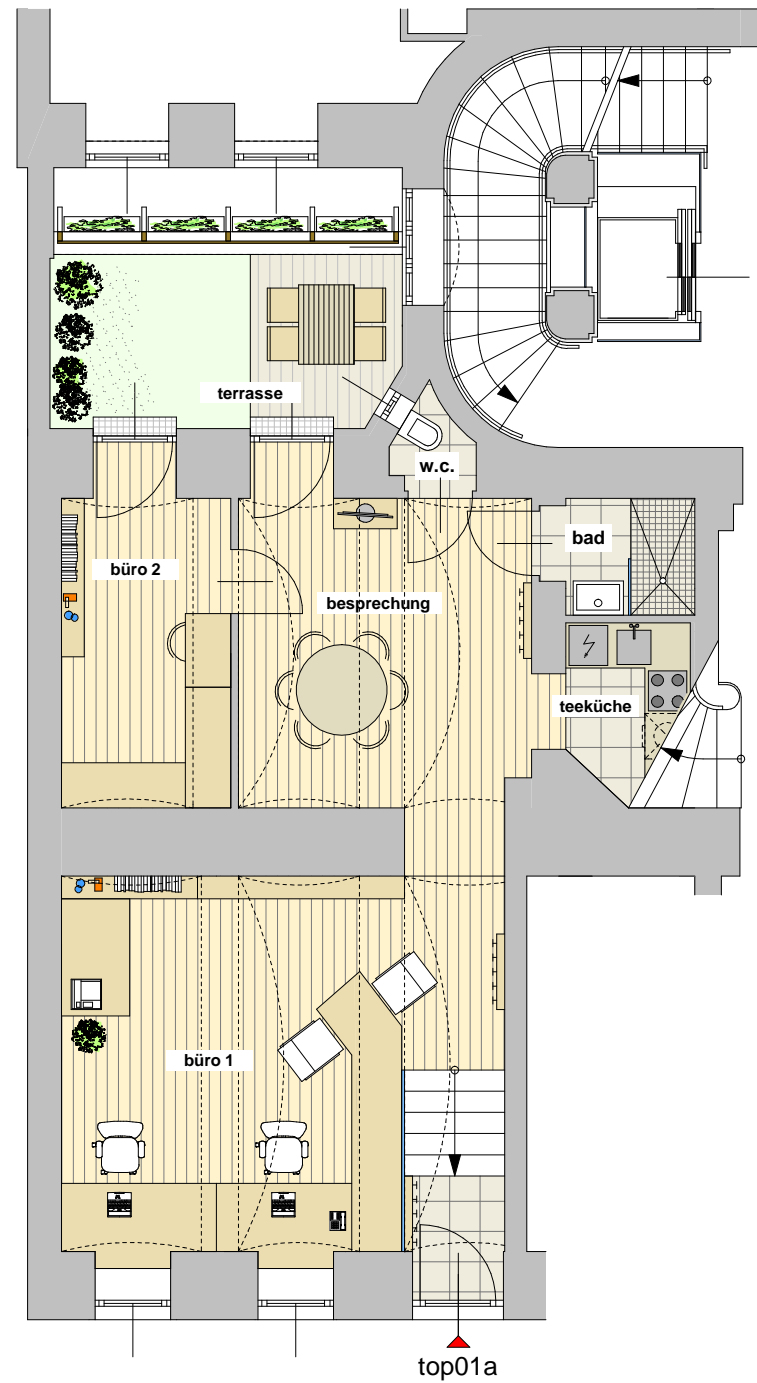 terrasse
w.c.
bad
büro 2
besprechung
teeküche
büro 1
top01a